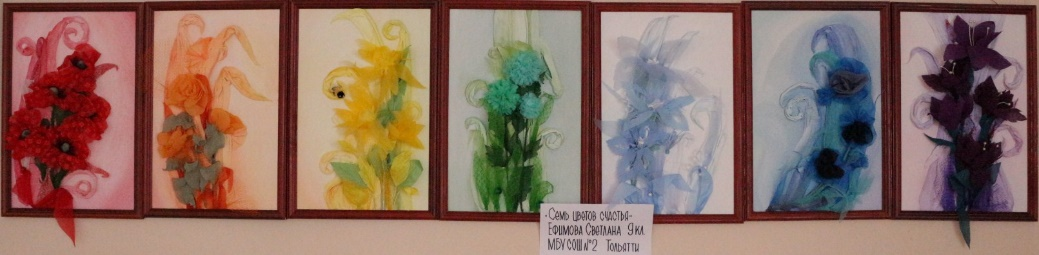 "Семь цветов счастья"
Ефимова Светлана 9 кл
МБУ СОШ №2 Тольятти